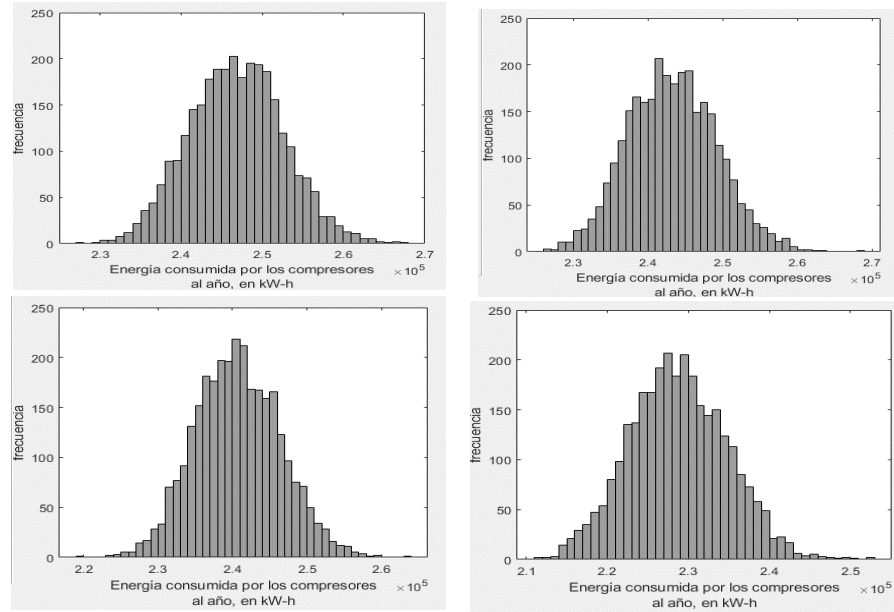 250
200
150
100
50
0
frecuencia
2.3 2.4 2.5 2.6 2.7
Energía consumida por los compresores
al año, en kW-h
× 10⁵
250
200
150
100
50
0
frecuencia
2.3 2.4 2.5 2.6 2.7
Energía consumida por los compresores
al año, en kW-h
× 10⁵
250
200
150
100
50
0
frecuencia
2.2 2.3 2.4 2.5 2.6
Energía consumida por los compresores
al año, en kW-h
× 10⁵
250
200
150
100
50
0
frecuencia
2.1 2.2 2.3 2.4 2.5
Energía consumida por los compresores
al año, en kW-h
× 10⁵